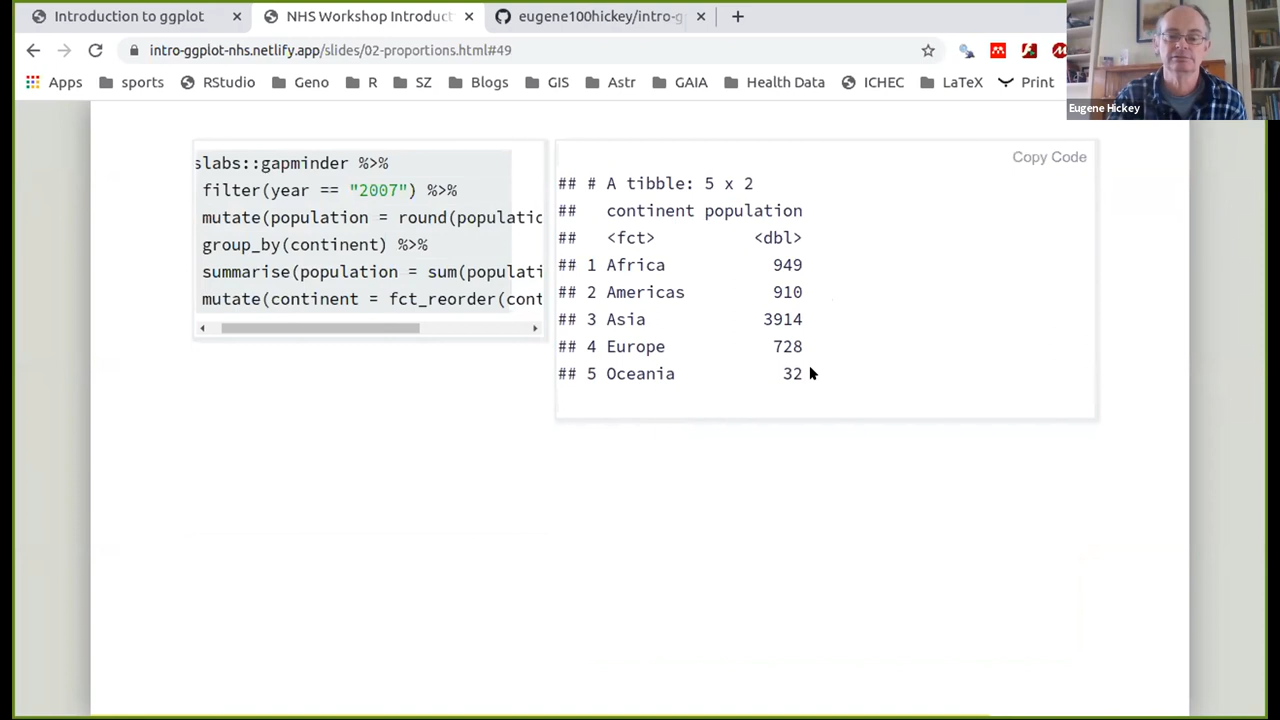 Introduction to ggplot
NHS Workshop Introduct
eugene100hickey/intro-g
intro-ggplot-nhs.netlify.app/slides/02-proportions.html#49
Apps sports RStudio Geno R SZ Blogs GIS Astr GAIA Health Data ICHEC LaTeX Print
Eugene Hickey
slabs::gapminder %>%
filter(year == "2007") %>%
mutate(population = round(populatio
group_by(continent) %>%
summarise(population = sum(populati
mutate(continent = fct_reorder(cont
Copy Code
## # A tibble: 5 x 2
## continent population
## <fct> <dbl>
## 1 Africa 949
## 2 Americas 910
## 3 Asia 3914
## 4 Europe 728
## 5 Oceania 32